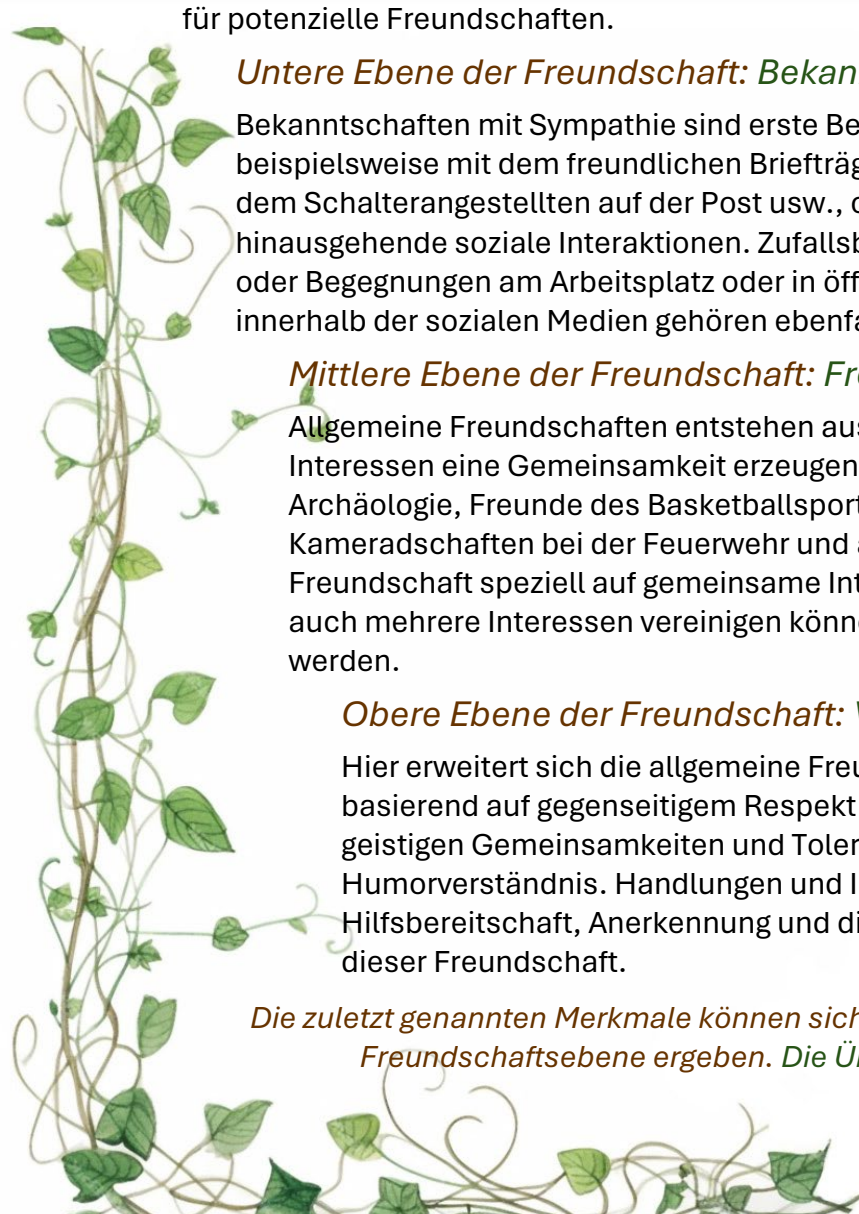 für potenzielle Freundschaften.
Untere Ebene der Freundschaft: Bekan
Bekanntschaften mit Sympathie sind erste Be
beispielsweise mit dem freundlichen Briefträg
dem Schalterangestellten auf der Post usw.,
hinausgehende soziale Interaktionen. Zufallsb
oder Begegnungen am Arbeitsplatz oder in öff
innerhalb der sozialen Medien gehören ebenfa
Mittlere Ebene der Freundschaft: Fre
Allgemeine Freundschaften entstehen aus
Interessen eine Gemeinsamkeit erzeugen
Archäologie, Freunde des Basketballsport
Kameradschaften bei der Feuerwehr und a
Freundschaft speziell auf gemeinsame Int
auch mehrere Interessen vereinigen könne
werden.
Obere Ebene der Freundschaft:
Hier erweitert sich die allgemeine Freu
basierend auf gegenseitigem Respekt
geistigen Gemeinsamkeiten und Toler
Humorverständnis. Handlungen und I
Hilfsbereitschaft, Anerkennung und di
dieser Freundschaft.
Die zuletzt genannten Merkmale können sich
Freundschaftsebene ergeben. Die Ü